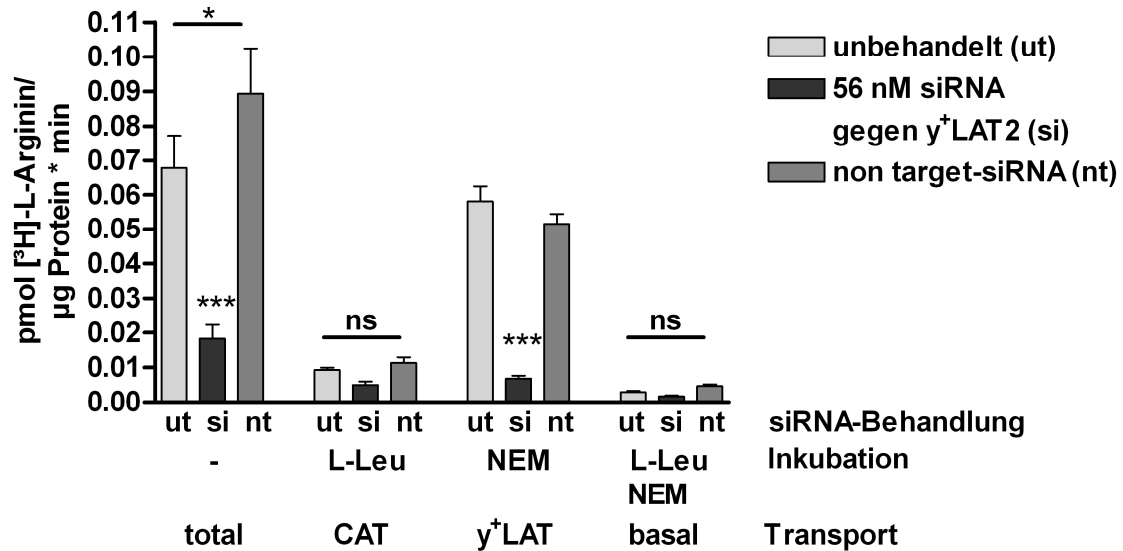 pmol [³H]-L-Arginin/
µg Protein * min
0.11
0.10
0.09
0.08
0.07
0.06
0.05
0.04
0.03
0.02
0.01
0.00
*
***
ns
***
ns
unbehandelt (ut)
56 nM siRNA
gegen y⁺LAT2 (si)
non target-siRNA (nt)
ut si nt ut si nt ut si nt ut si nt siRNA-Behandlung
- L-Leu NEM L-Leu Inkubation
NEM
total CAT y⁺LAT basal Transport